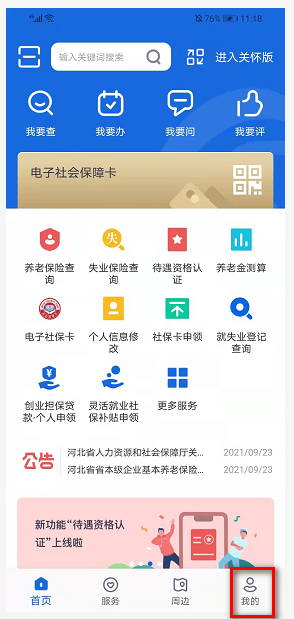 4G 76% 11:18
输入关键词搜索 进入关怀版
我要查 我要办 我要问 我要评
电子社会保障卡
养老保险查询 失业保险查询 待遇资格认证 养老金测算
电子社保卡 个人信息修改 社保卡申领 就失业登记查询
创业担保贷款-个人申领 灵活就业社保补贴申领 更多服务
公告 河北省人力资源和社会保障厅关... 2021/09/23
河北省省本级企业基本养老保险... 2021/09/23
新功能“待遇资格认
证”上线啦
首页 服务 周边 我的